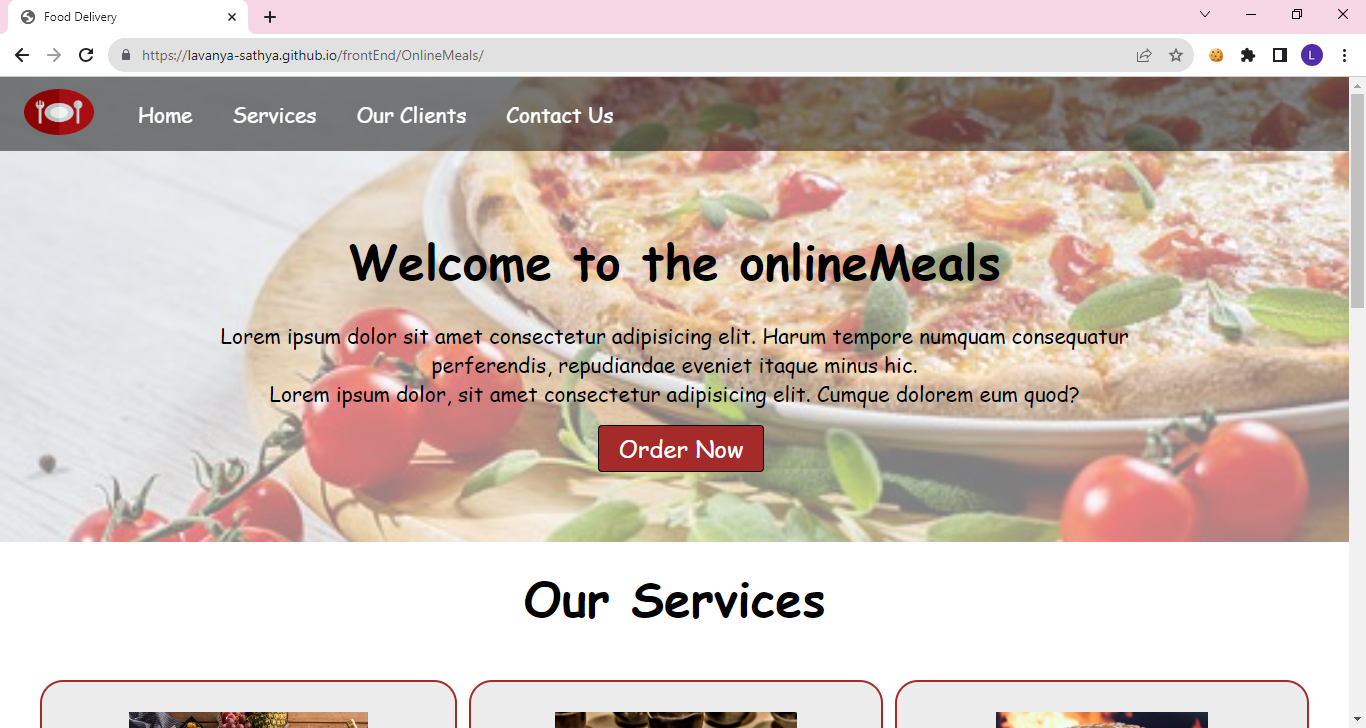 Food Delivery
https://lavanya-sathya.github.io/frontEnd/OnlineMeals/
L
Home Services Our Clients Contact Us
Welcome to the onlineMeals
Lorem ipsum dolor sit amet consectetur adipisicing elit. Harum tempore numquam consequatur
perferendis, repudiandae eveniet itaque minus hic.
Lorem ipsum dolor, sit amet consectetur adipisicing elit. Cumque dolorem eum quod?
Order Now
Our Services